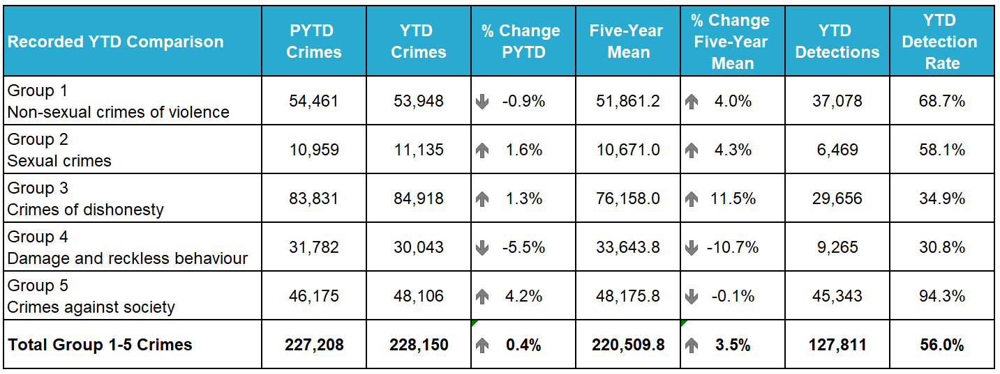 Recorded YTD Comparison PYTD Crimes YTD Crimes % Change PYTD Five-Year Mean % Change Five-Year Mean YTD Detections YTD Detection Rate
Group 1
Non-sexual crimes of violence 54,461 53,948 -0.9% 51,861.2 4.0% 37,078 68.7%
Group 2
Sexual crimes 10,959 11,135 1.6% 10,671.0 4.3% 6,469 58.1%
Group 3
Crimes of dishonesty 83,831 84,918 1.3% 76,158.0 11.5% 29,656 34.9%
Group 4
Damage and reckless behaviour 31,782 30,043 -5.5% 33,643.8 -10.7% 9,265 30.8%
Group 5
Crimes against society 46,175 48,106 4.2% 48,175.8 -0.1% 45,343 94.3%
Total Group 1-5 Crimes 227,208 228,150 0.4% 220,509.8 3.5% 127,811 56.0%